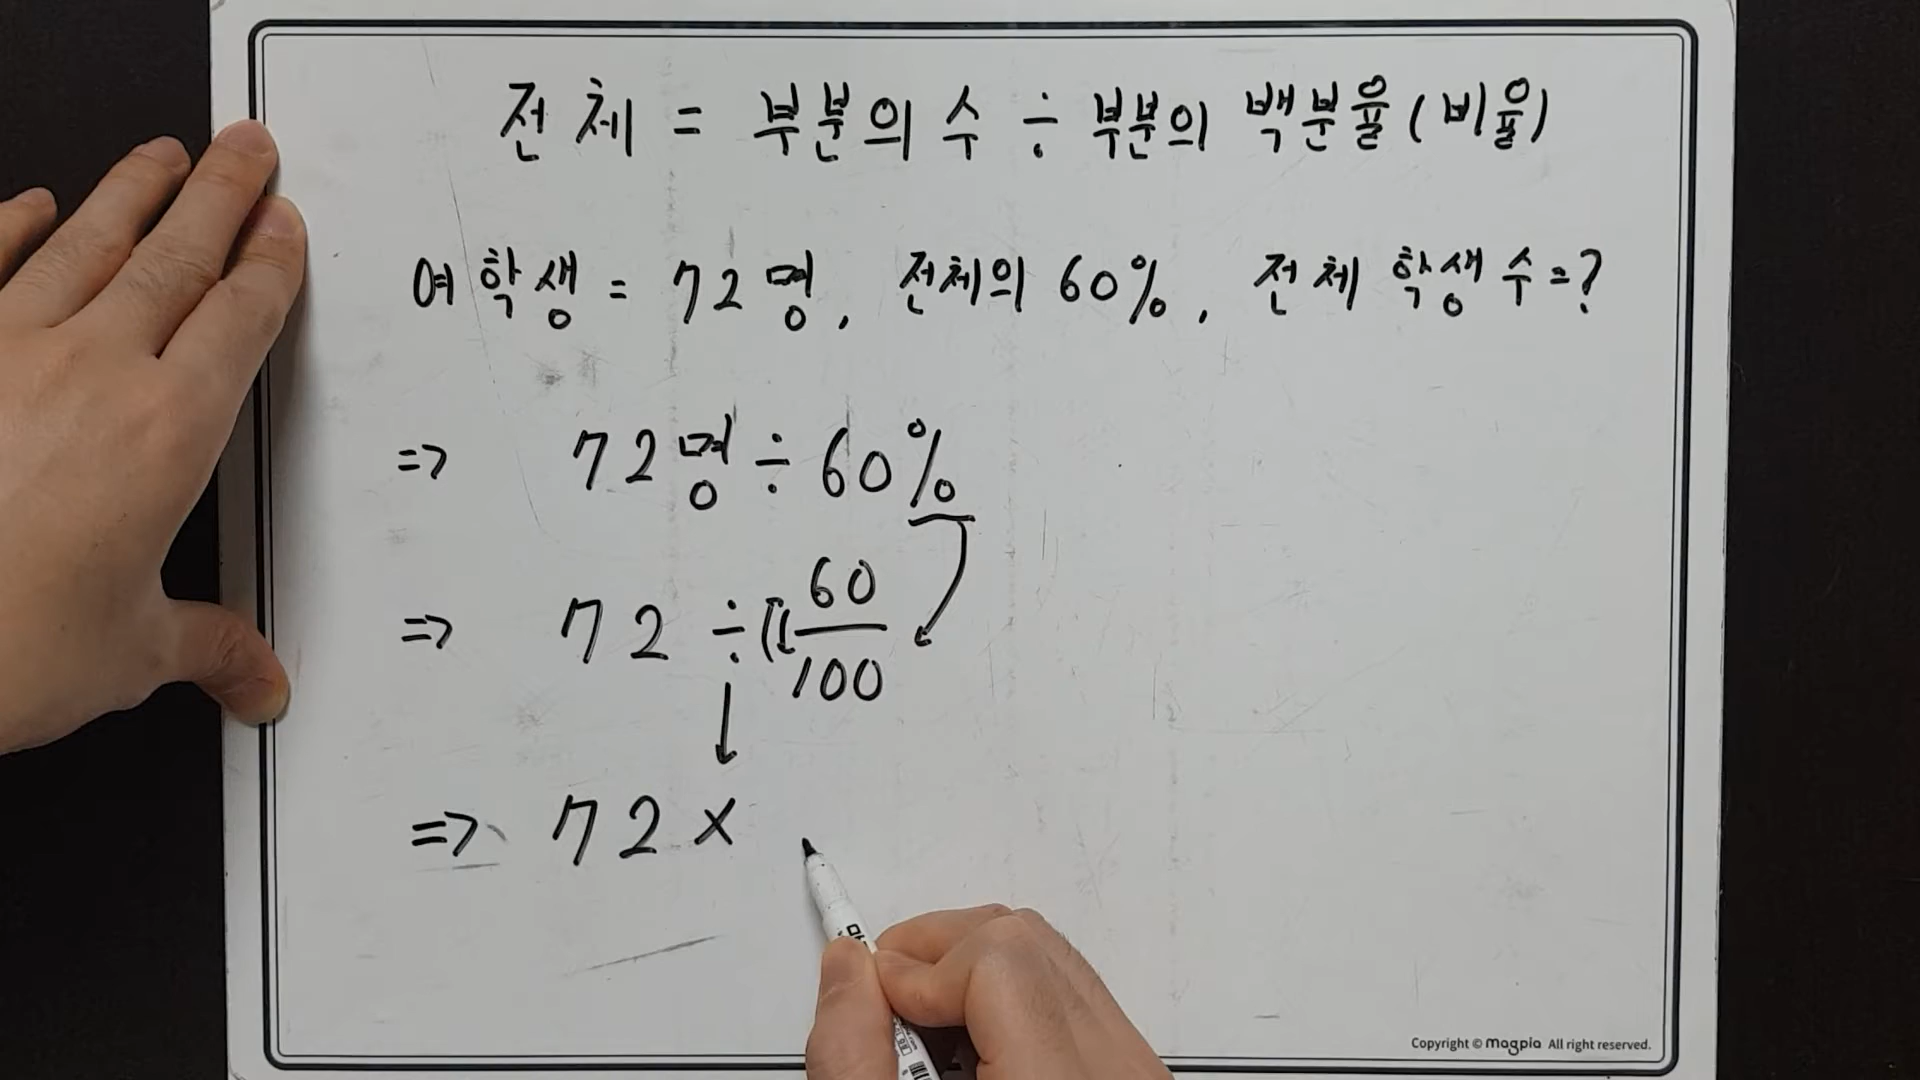 전체 = 부분의 수 ÷ 부분의 백분율 (비율)
여학생 = 72명, 전체의 60%, 전체 학생 수 = ?
=> 72명 ÷ 60%
=> 72 ÷ 60/100
=> 72 ×
Copyright © magpia All right reserved.